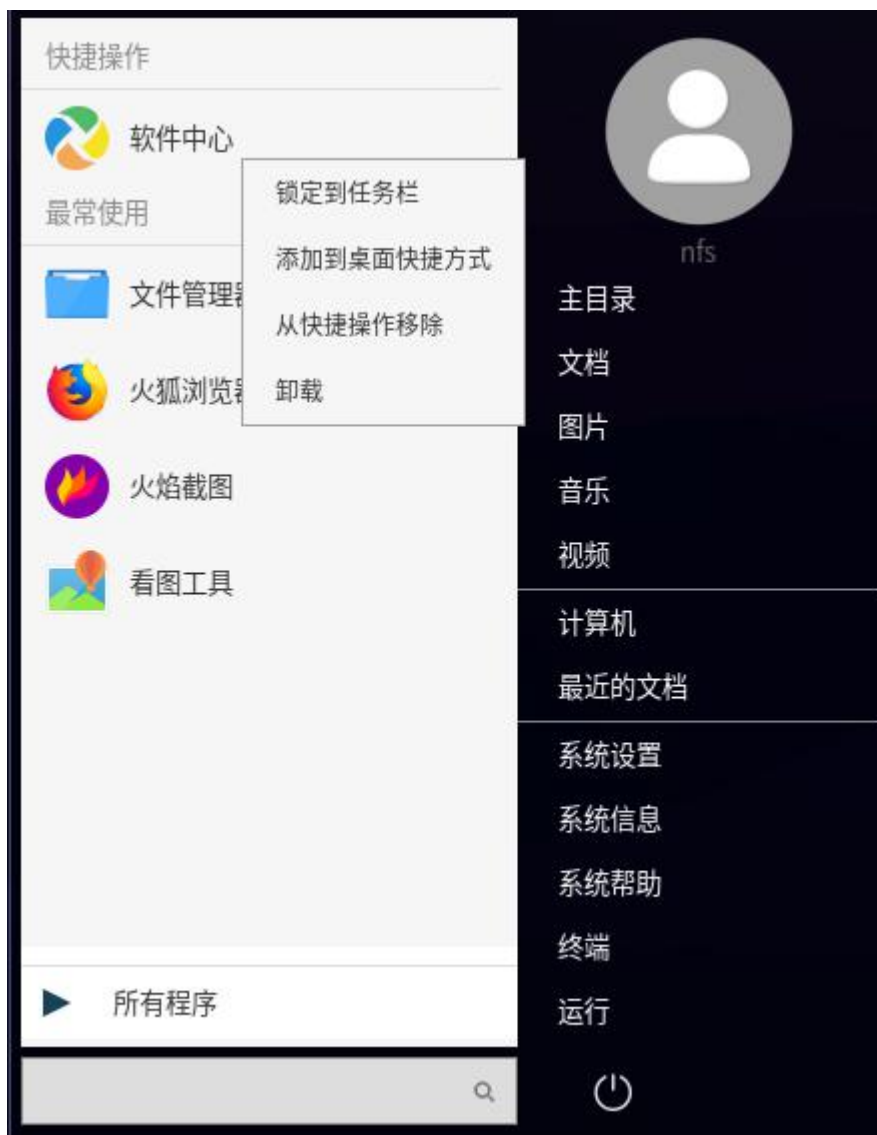 快捷操作
软件中心
最常使用
文件管理
火狐浏览
火焰截图
看图工具
所有程序
锁定到任务栏
添加到桌面快捷方式
从快捷操作移除
卸载
nfs
主目录
文档
图片
音乐
视频
计算机
最近的文档
系统设置
系统信息
系统帮助
终端
运行